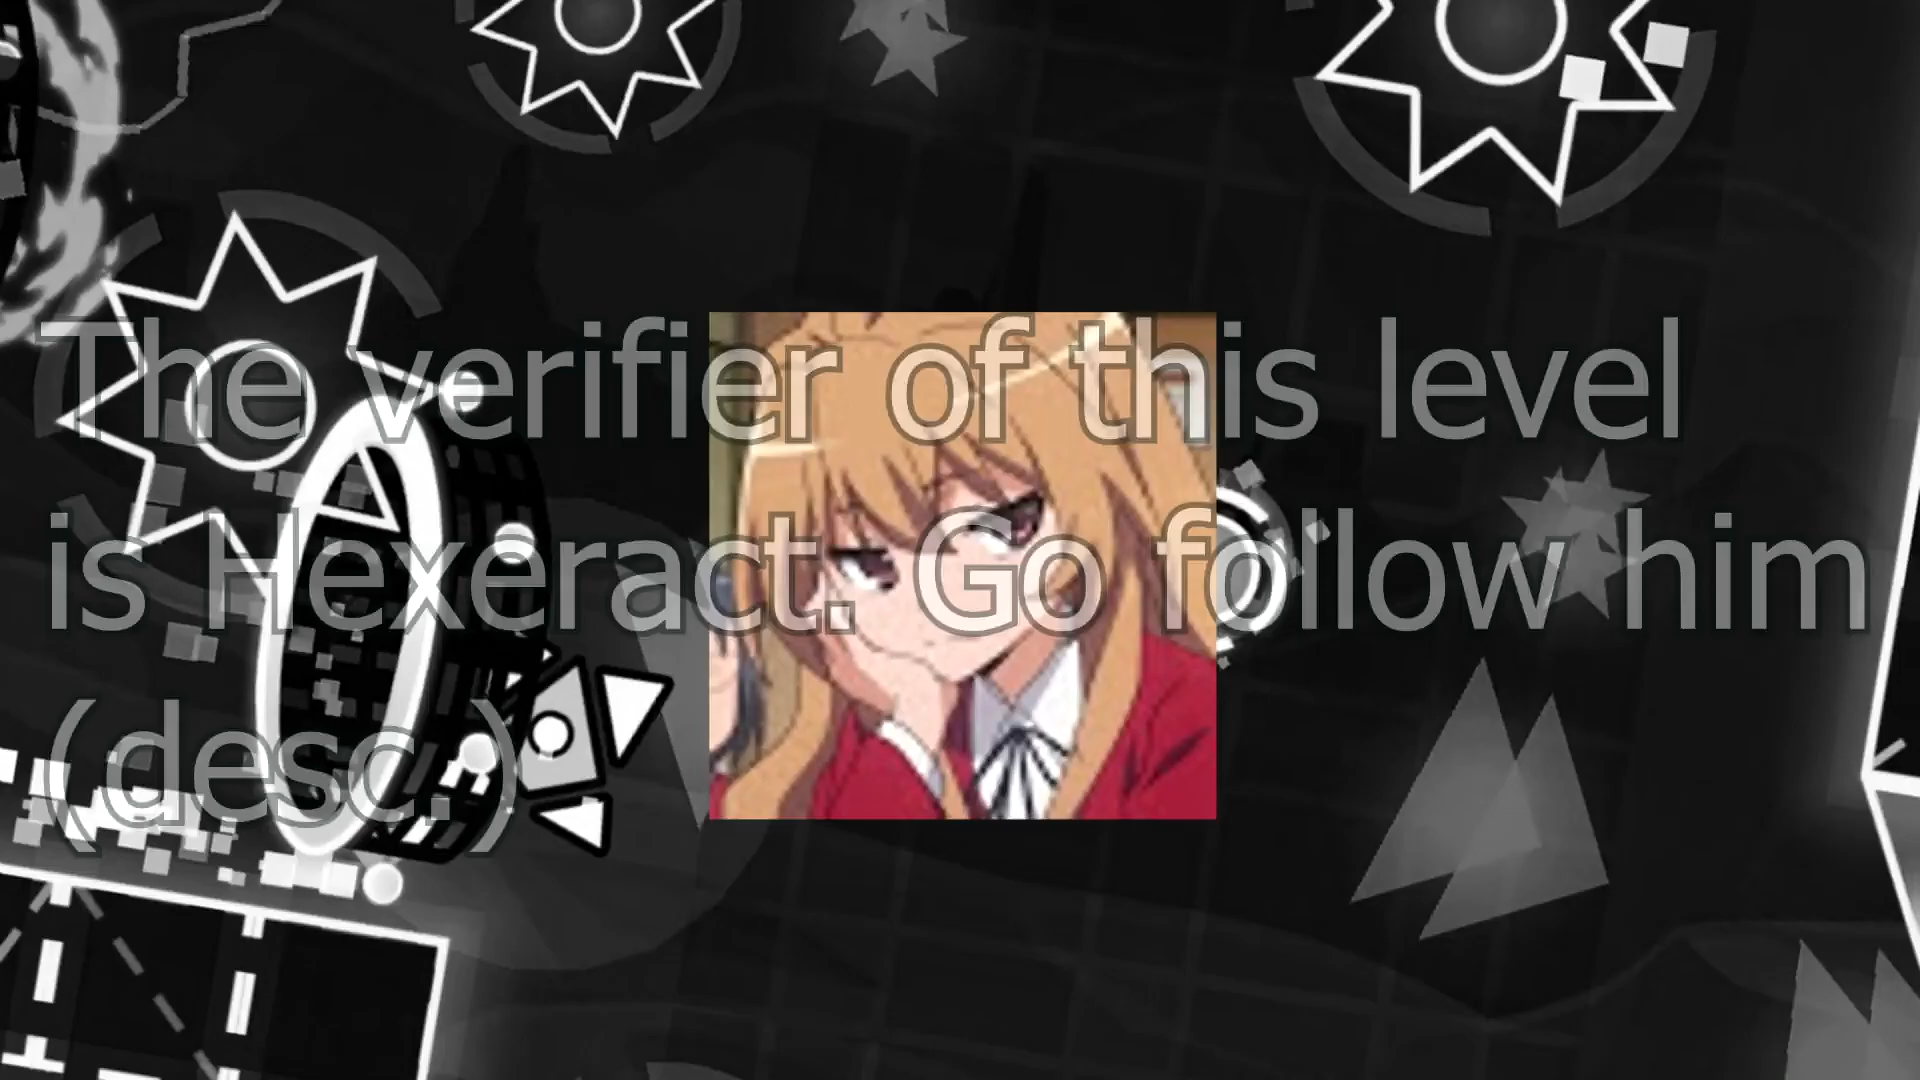 The verifier of this level
is Hexeract. Go follow him
(desc.)